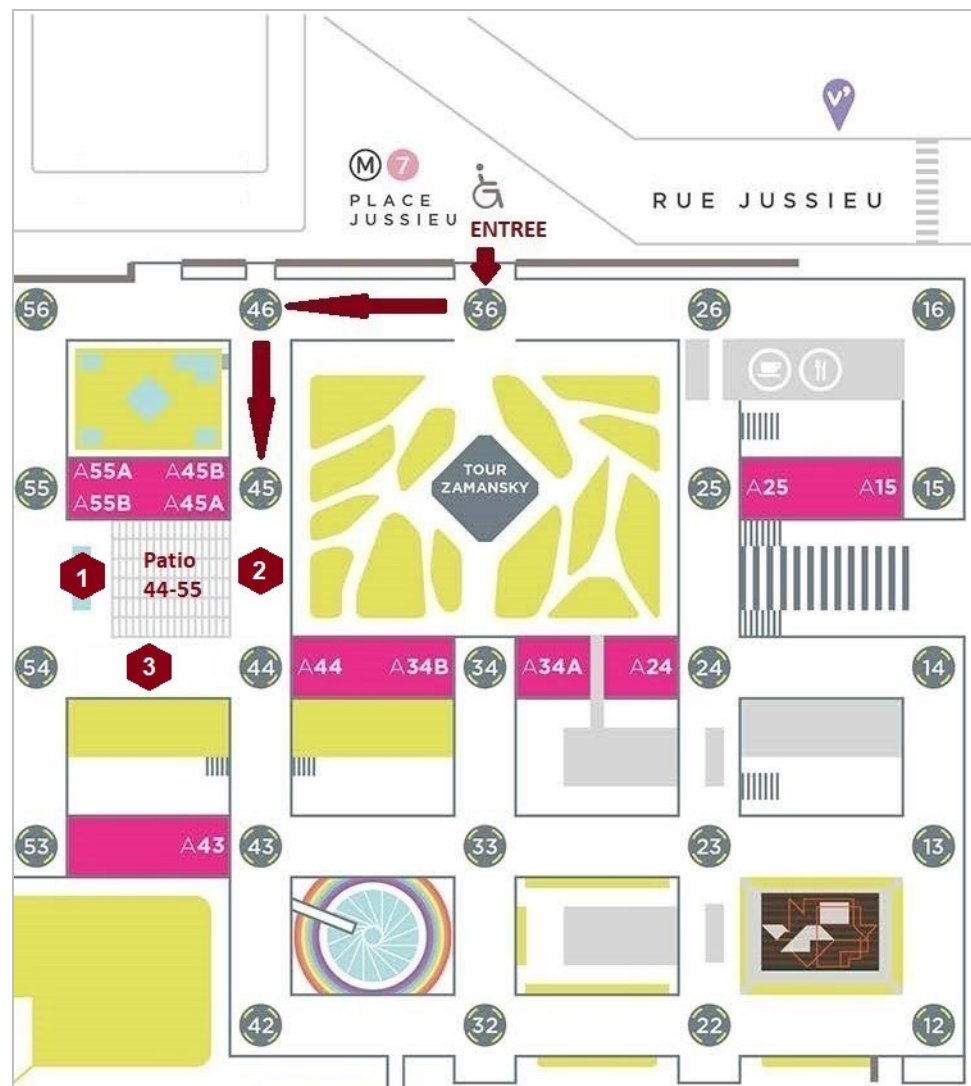 V'
M 7
PLACE
JUSSIEU
ENTREE
RUE JUSSIEU
56
46
36
26
16
A55A A45B
A55B A45A
55
45
TOUR
ZAMANSKY
25
A25 A15
15
1
Patio
44-55
2
3
54
44
A44 A34B
34
A34A A24
24
14
53
A43
43
33
23
13
42
32
22
12